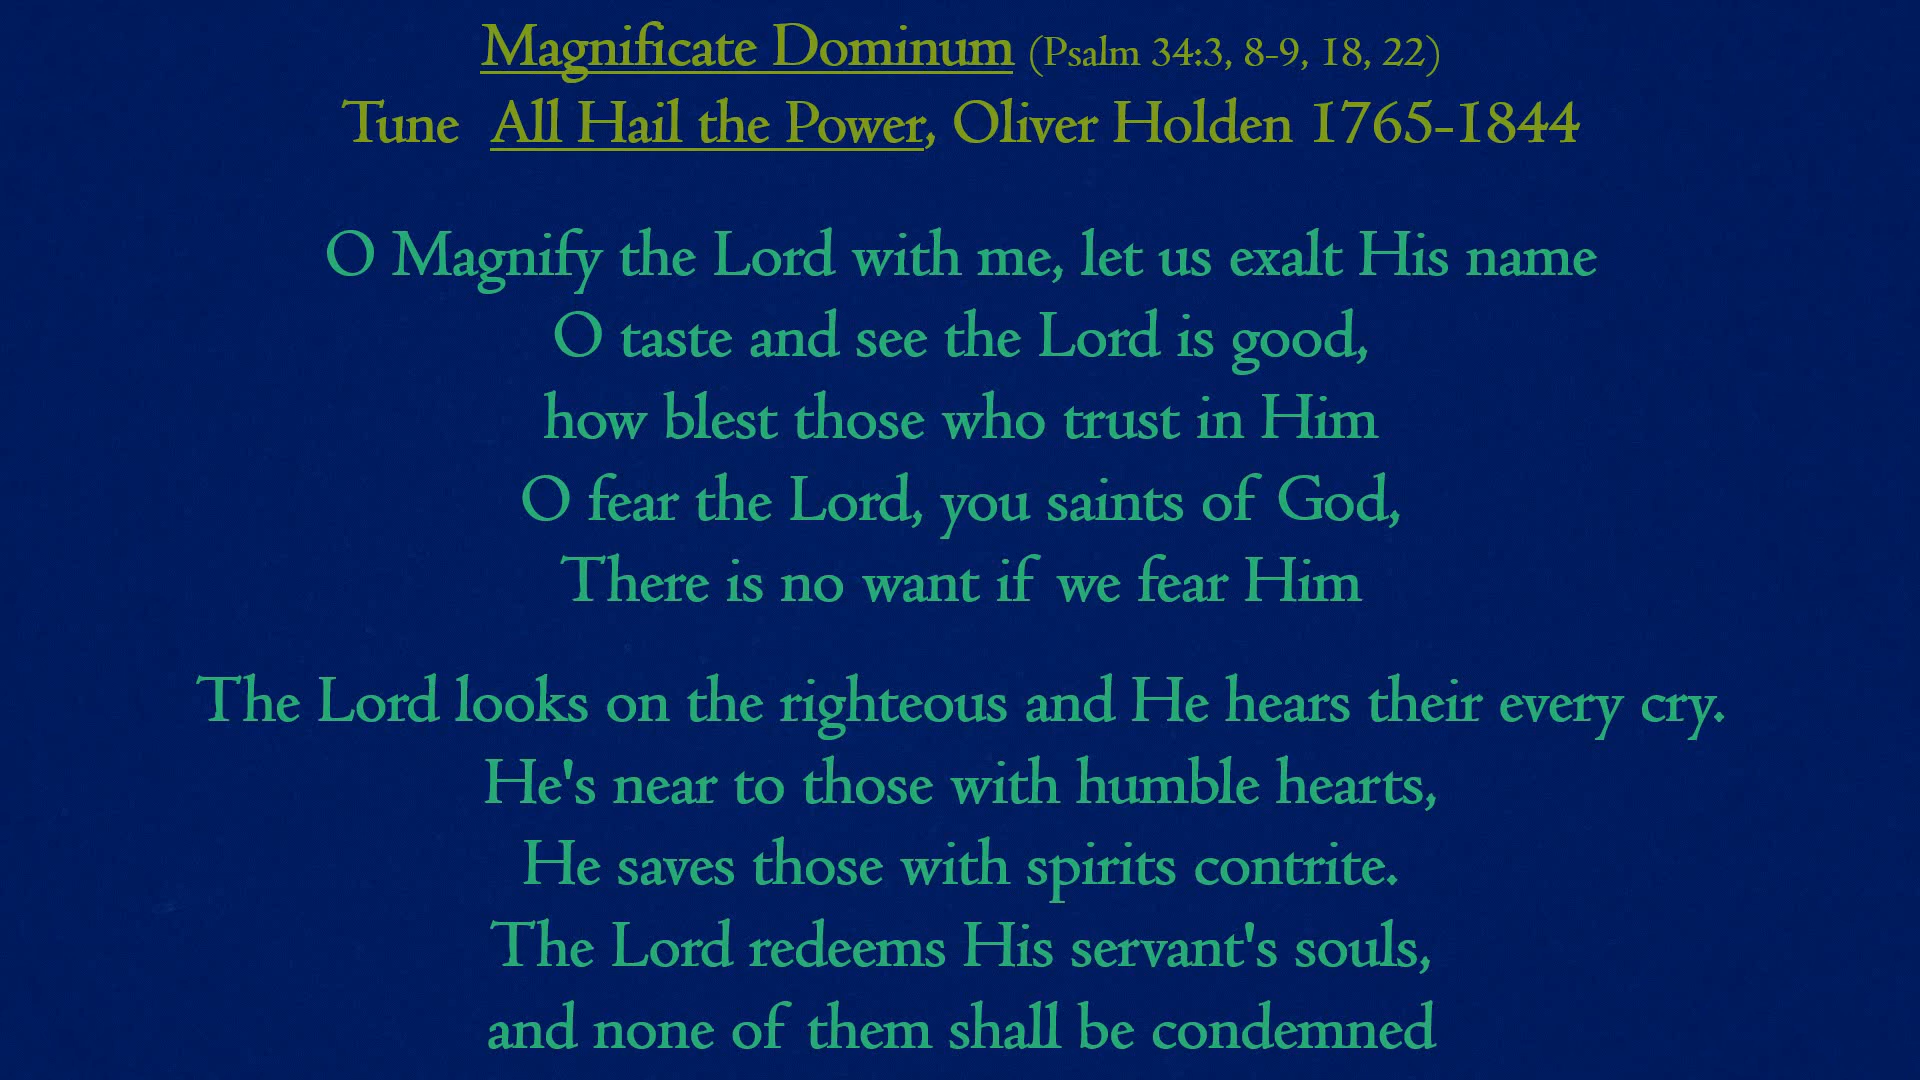 Magnificate Dominum (Psalm 34:3, 8-9, 18, 22)
Tune All Hail the Power, Oliver Holden 1765-1844
O Magnify the Lord with me, let us exalt His name
O taste and see the Lord is good,
how blest those who trust in Him
O fear the Lord, you saints of God,
There is no want if we fear Him
The Lord looks on the righteous and He hears their every cry.
He's near to those with humble hearts,
He saves those with spirits contrite.
The Lord redeems His servant's souls,
and none of them shall be condemned